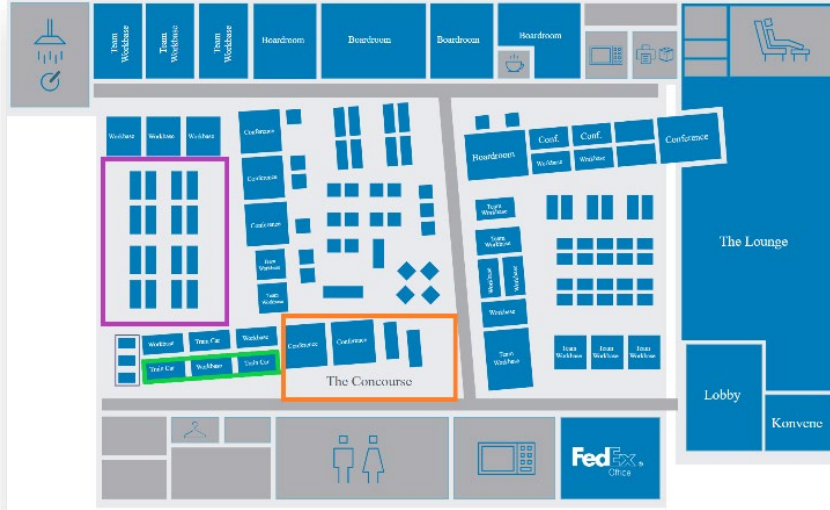 Team
Workbase
Team
Workbase
Team
Workbase
Boardroom
Boardroom
Boardroom
Boardroom
Workbase
Workbase
Workbase
Conference
Conference
Conference
Team
Workbase
Team
Workbase
Boardroom
Conf.
Conf.
Workbase
Workbase
Conference
Team
Workbase
Team
Workbase
Workbase
Workbase
Workbase
Team
Workbase
Team
Workbase
Team
Workbase
Team
Workbase
The Lounge
Workbase
Train Car
Workbase
Train Car
Workbase
Train Car
Conference
Conference
The Concourse
Lobby
Konvene
FedEx
Office